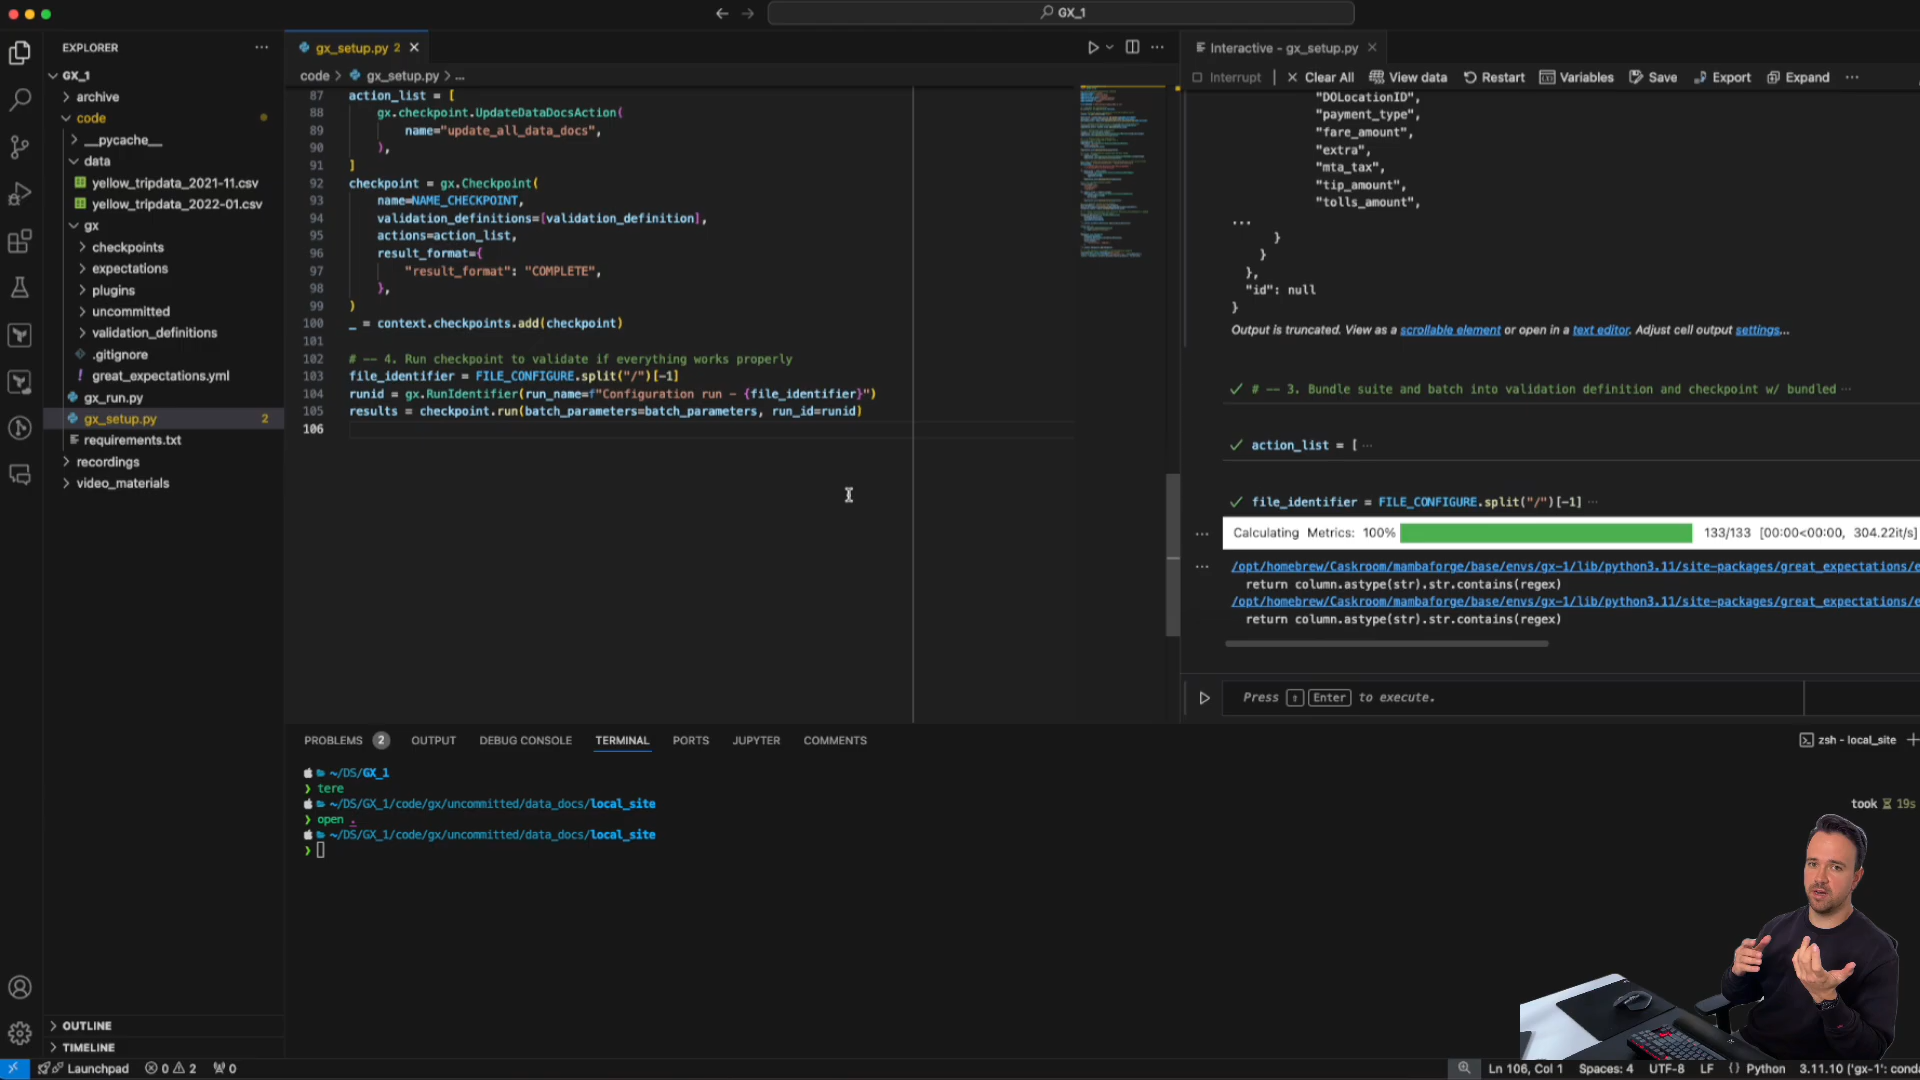 GX_1
EXPLORER
GX_1
archive
code
__pycache__
data
yellow_tripdata_2021-11.csv
yellow_tripdata_2022-01.csv
gx
checkpoints
expectations
plugins
uncommitted
validation_definitions
.gitignore
great_expectations.yml
gx_run.py
gx_setup.py 2
requirements.txt
recordings
video_materials
OUTLINE
TIMELINE
gx_setup.py 2
code > gx_setup.py > ...
87 action_list = [
88 gx.checkpoint.UpdateDataDocsAction(
89 name="update_all_data_docs",
90 ),
91 ]
92 checkpoint = gx.Checkpoint(
93 name=NAME_CHECKPOINT,
94 validation_definitions=[validation_definition],
95 actions=action_list,
96 result_format={
97 "result_format": "COMPLETE",
98 },
99 )
100 _ = context.checkpoints.add(checkpoint)
101
102 # -- 4. Run checkpoint to validate if everything works properly
103 file_identifier = FILE_CONFIGURE.split("/")[-1]
104 runid = gx.RunIdentifier(run_name=f"Configuration run - {file_identifier}")
105 results = checkpoint.run(batch_parameters=batch_parameters, run_id=runid)
106
Interactive - gx_setup.py
Interrupt Clear All View data Restart Variables Save Export Expand ...
"DOLocationID",
"payment_type",
"fare_amount",
"extra",
"mta_tax",
"tip_amount",
"tolls_amount",
...
}
}
},
"id": null
}
Output is truncated. View as a scrollable element or open in a text editor. Adjust cell output settings...
# -- 3. Bundle suite and batch into validation definition and checkpoint w/ bundled ...
action_list = [ ...
file_identifier = FILE_CONFIGURE.split("/")[-1] ...
Calculating Metrics: 100% 133/133 [00:00<00:00, 304.22it/s]
/opt/homebrew/Caskroom/mambaforge/base/envs/gx-1/lib/python3.11/site-packages/great_expectations/e
return column.astype(str).str.contains(regex)
/opt/homebrew/Caskroom/mambaforge/base/envs/gx-1/lib/python3.11/site-packages/great_expectations/e
return column.astype(str).str.contains(regex)
Press ⇧ Enter to execute.
PROBLEMS 2 OUTPUT DEBUG CONSOLE TERMINAL PORTS JUPYTER COMMENTS
zsh - local_site
~/DS/GX_1
❯ tere
~/DS/GX_1/code/gx/uncommitted/data_docs/local_site
❯ open .
~/DS/GX_1/code/gx/uncommitted/data_docs/local_site
❯
took 19s
Launchpad 0 2 0
Ln 106, Col 1 Spaces: 4 UTF-8 LF {} Python 3.11.10 ('gx-1': conda